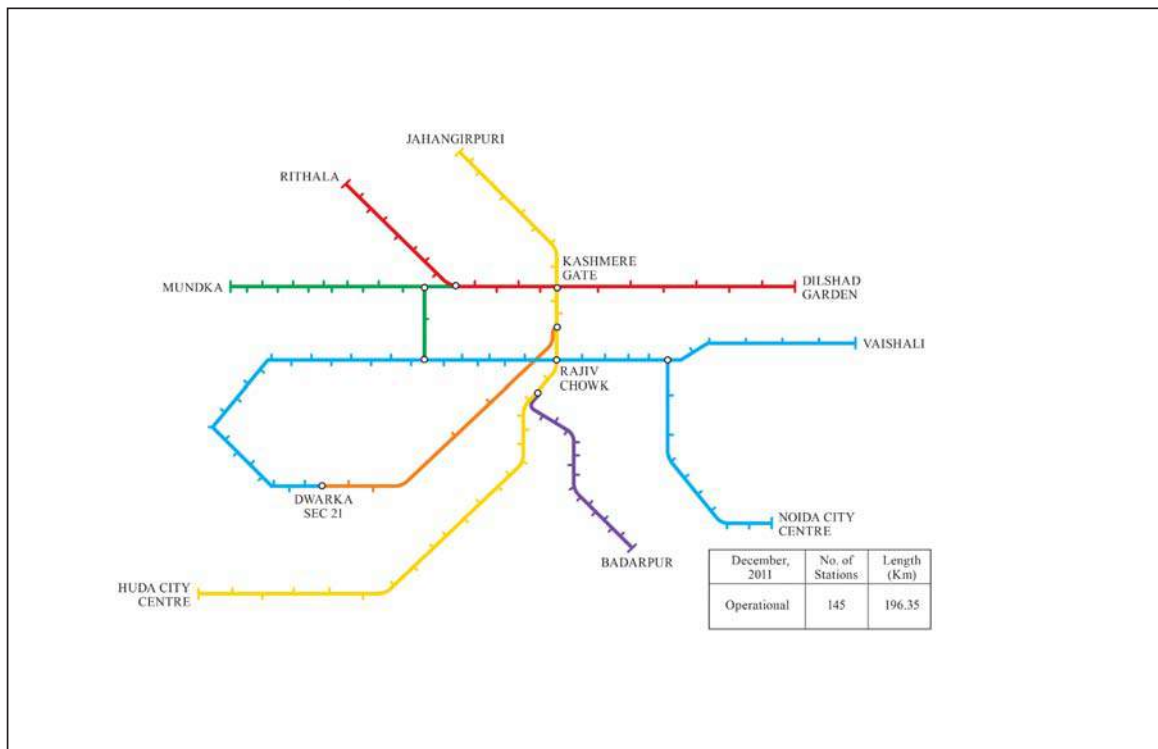 JAHANGIRPURI
RITHALA
KASHMERE
GATE
MUNDKA
DILSHAD
GARDEN
VAISHALI
RAJIV
CHOWK
DWARKA
SEC 21
NOIDA CITY
CENTRE
BADARPUR
HUDA CITY
CENTRE
December,
2011
No. of
Stations
Length
(Km)
Operational
145
196.35